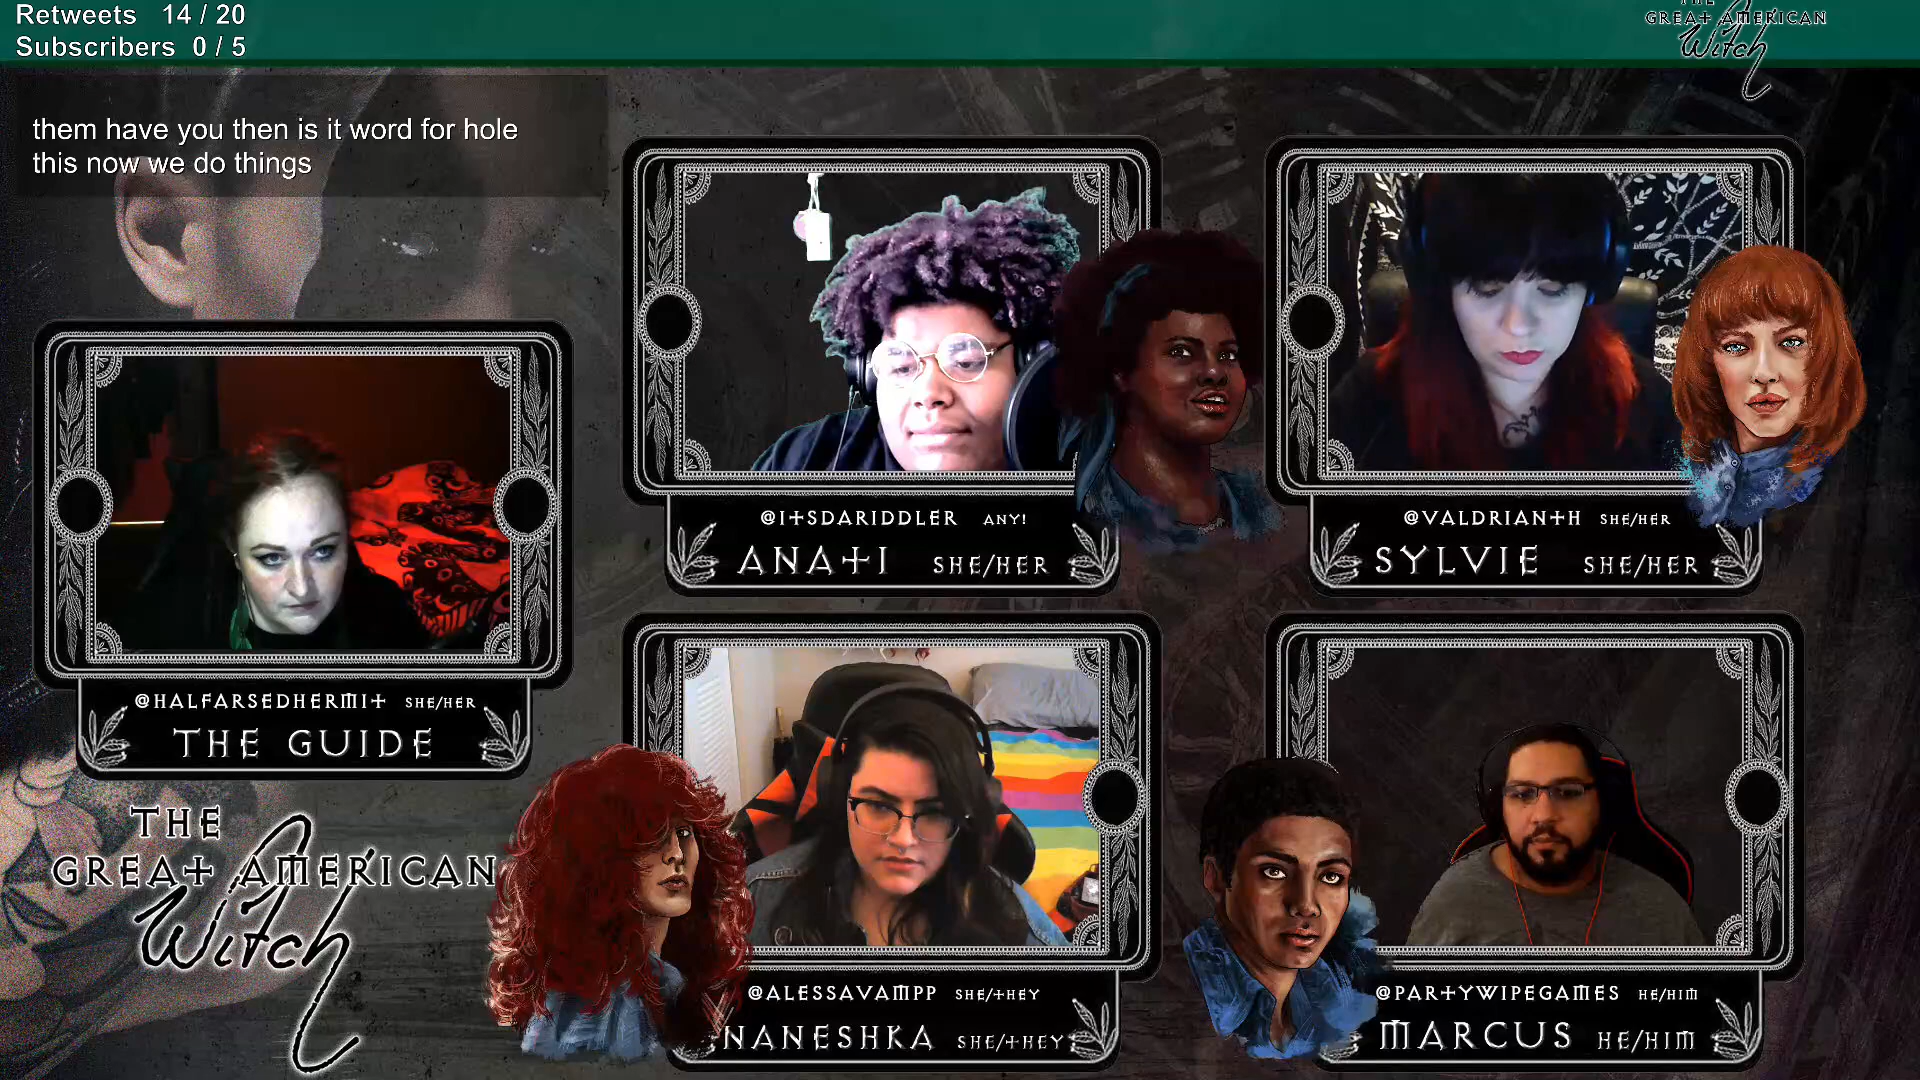 Retweets 14 / 20
Subscribers 0 / 5
THE
GREAT AMERICAN
Witch
them have you then is it word for hole
this now we do things
@ITSDARIDDLER ANY!
ANATI SHE/HER
@VALDRIANTH SHE/HER
SYLVIE SHE/HER
@HALFARSEDHERMIT SHE/HER
THE GUIDE
THE
GREAT AMERICAN
Witch
@ALESSAVAMPP SHE/THEY
NANESHKA SHE/THEY
@PARTYWIPEGAMES HE/HIM
MARCUS HE/HIM